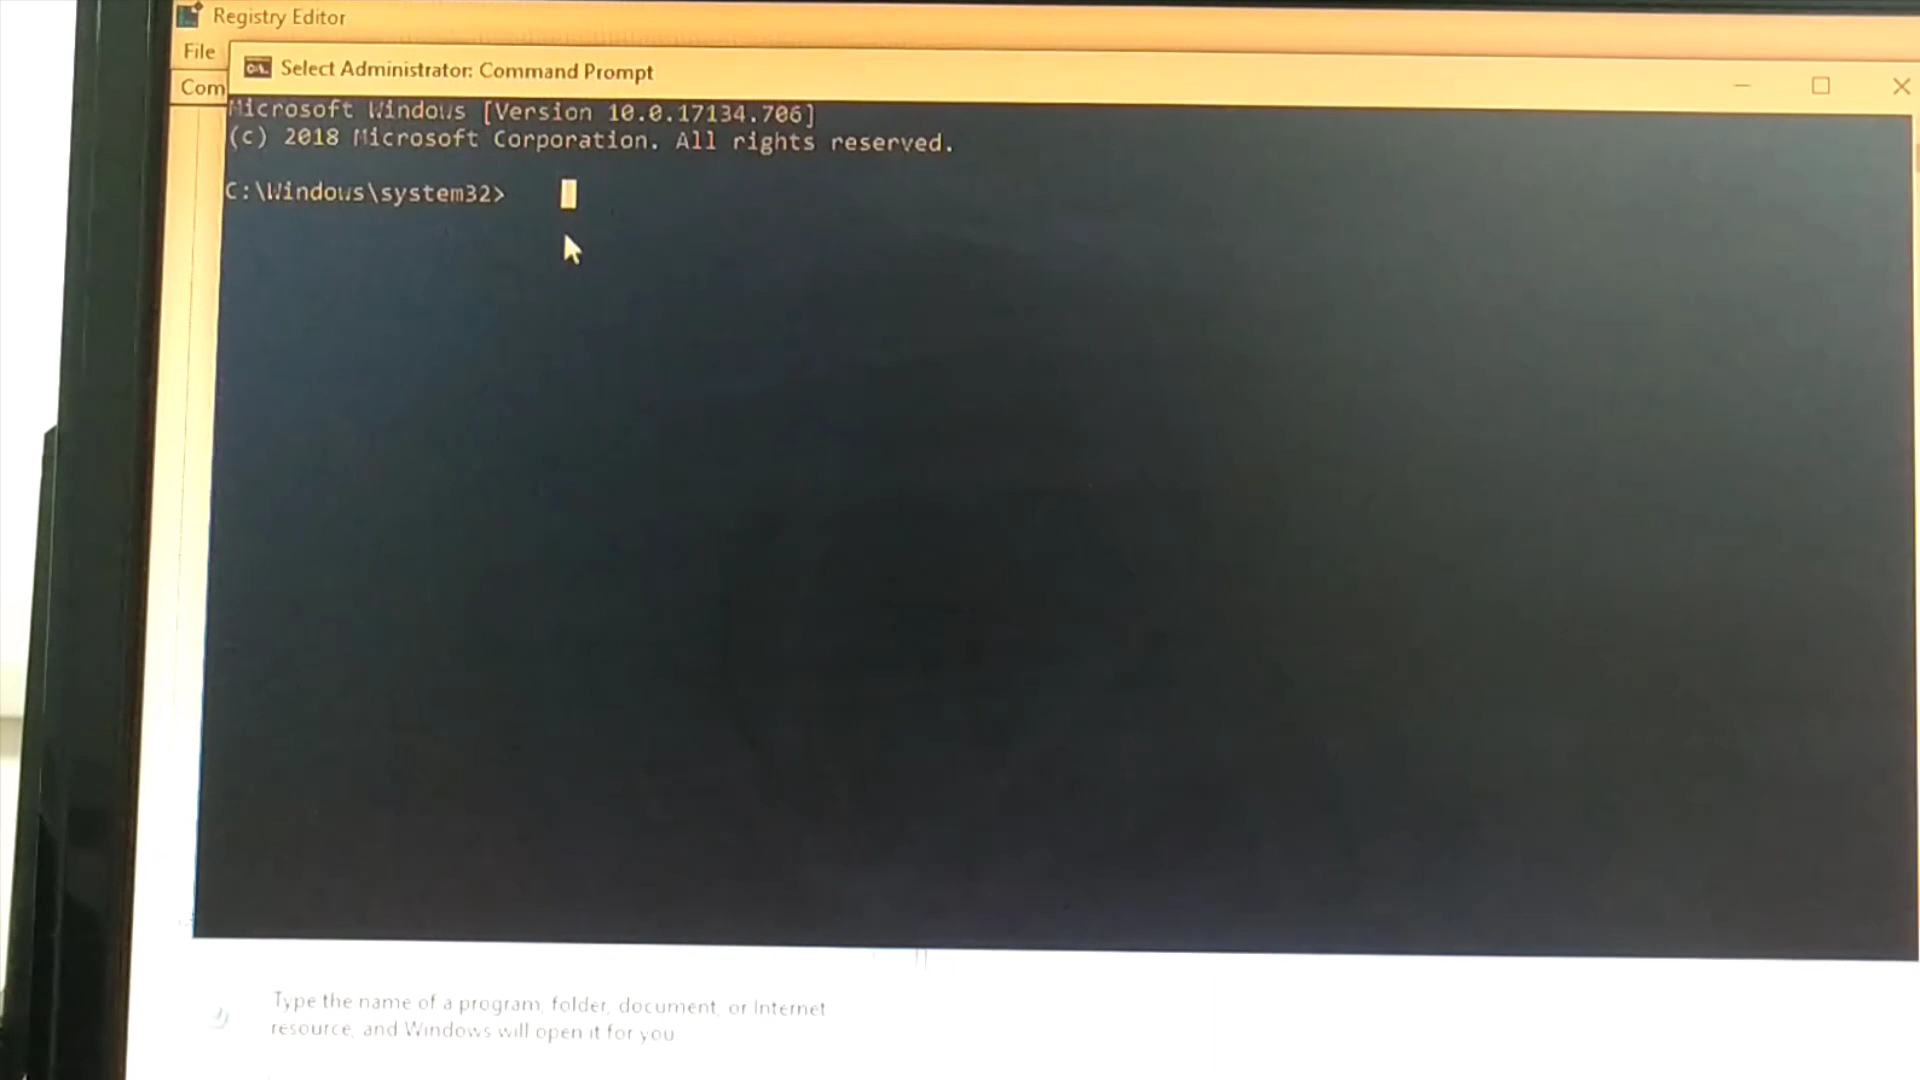 Registry Editor
File
Select Administrator: Command Prompt
Com
Microsoft Windows [Version 10.0.17134.706]
(c) 2018 Microsoft Corporation. All rights reserved.
C:\Windows\system32>
Type the name of a program, folder, document, or Internet
resource, and Windows will open it for you.